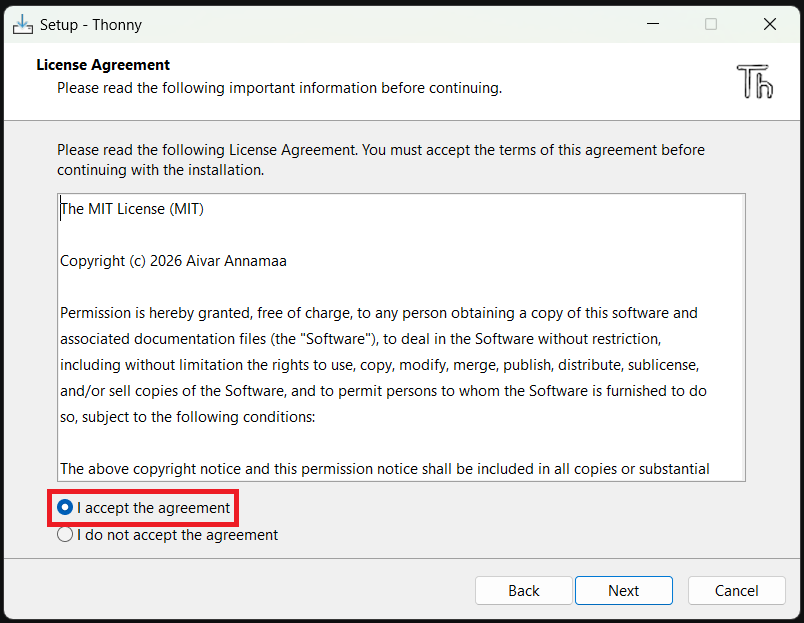 Setup - Thonny
License Agreement
Please read the following important information before continuing.
Th
Please read the following License Agreement. You must accept the terms of this agreement before
continuing with the installation.
The MIT License (MIT)
Copyright (c) 2026 Aivar Annamaa
Permission is hereby granted, free of charge, to any person obtaining a copy of this software and
associated documentation files (the "Software"), to deal in the Software without restriction,
including without limitation the rights to use, copy, modify, merge, publish, distribute, sublicense,
and/or sell copies of the Software, and to permit persons to whom the Software is furnished to do
so, subject to the following conditions:
The above copyright notice and this permission notice shall be included in all copies or substantial
I accept the agreement
I do not accept the agreement
Back
Next
Cancel